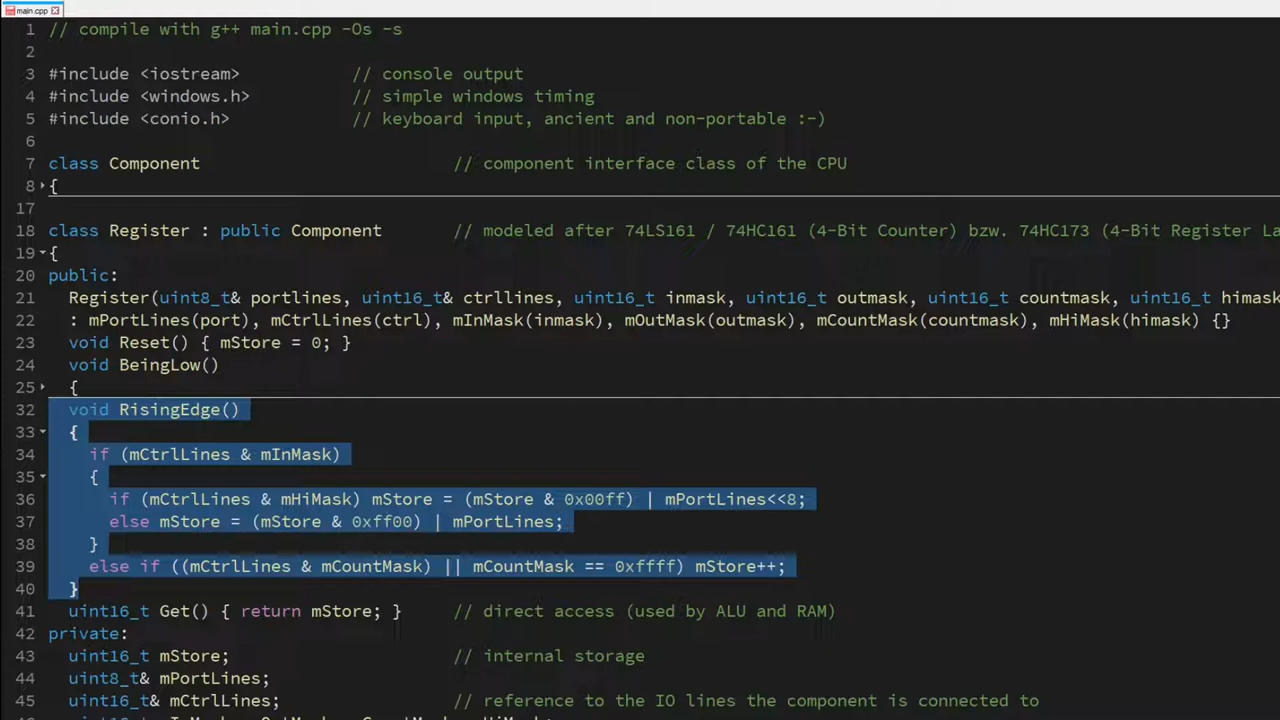 main.cpp
1 // compile with g++ main.cpp -Os -s
2
3 #include <iostream> // console output
4 #include <windows.h> // simple windows timing
5 #include <conio.h> // keyboard input, ancient and non-portable :-)
6
7 class Component // component interface class of the CPU
8 {
17
18 class Register : public Component // modeled after 74LS161 / 74HC161 (4-Bit Counter) bzw. 74HC173 (4-Bit Register La
19 {
20 public:
21 Register(uint8_t& portlines, uint16_t& ctrllines, uint16_t inmask, uint16_t outmask, uint16_t countmask, uint16_t himask
22 : mPortLines(port), mCtrlLines(ctrl), mInMask(inmask), mOutMask(outmask), mCountMask(countmask), mHiMask(himask) {}
23 void Reset() { mStore = 0; }
24 void BeingLow()
25 {
32 void RisingEdge()
33 {
34 if (mCtrlLines & mInMask)
35 {
36 if (mCtrlLines & mHiMask) mStore = (mStore & 0x00ff) | mPortLines<<8;
37 else mStore = (mStore & 0xff00) | mPortLines;
38 }
39 else if ((mCtrlLines & mCountMask) || mCountMask == 0xffff) mStore++;
40 }
41 uint16_t Get() { return mStore; } // direct access (used by ALU and RAM)
42 private:
43 uint16_t mStore; // internal storage
44 uint8_t& mPortLines;
45 uint16_t& mCtrlLines; // reference to the IO lines the component is connected to